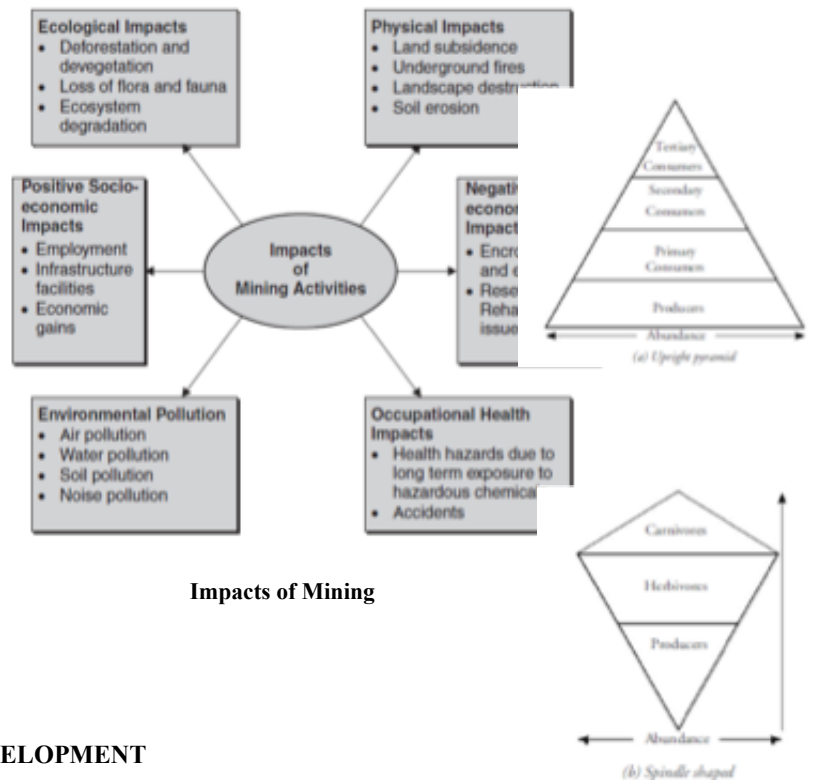 Ecological Impacts
• Deforestation and
devegetation
• Loss of flora and fauna
• Ecosystem
degradation
Physical Impacts
• Land subsidence
• Underground fires
• Landscape destruction
• Soil erosion
Positive Socio-
economic
Impacts
• Employment
• Infrastructure
facilities
• Economic
gains
Impacts
of
Mining Activities
Negativ
econor
Impact
• Encro
and e
• Rese
Reha
issue
Environmental Pollution
• Air pollution
• Water pollution
• Soil pollution
• Noise pollution
Occupational Health
Impacts
• Health hazards due to
long term exposure to
hazardous chemica
• Accidents
Impacts of Mining
ELOPMENT
Tertiary
Consumers
Secondary
Consumers
Primary
Consumers
Producers
Abundance
(a) Upright pyramid
Carnivores
Herbivores
Producers
Abundance
(b) Spindle shaped